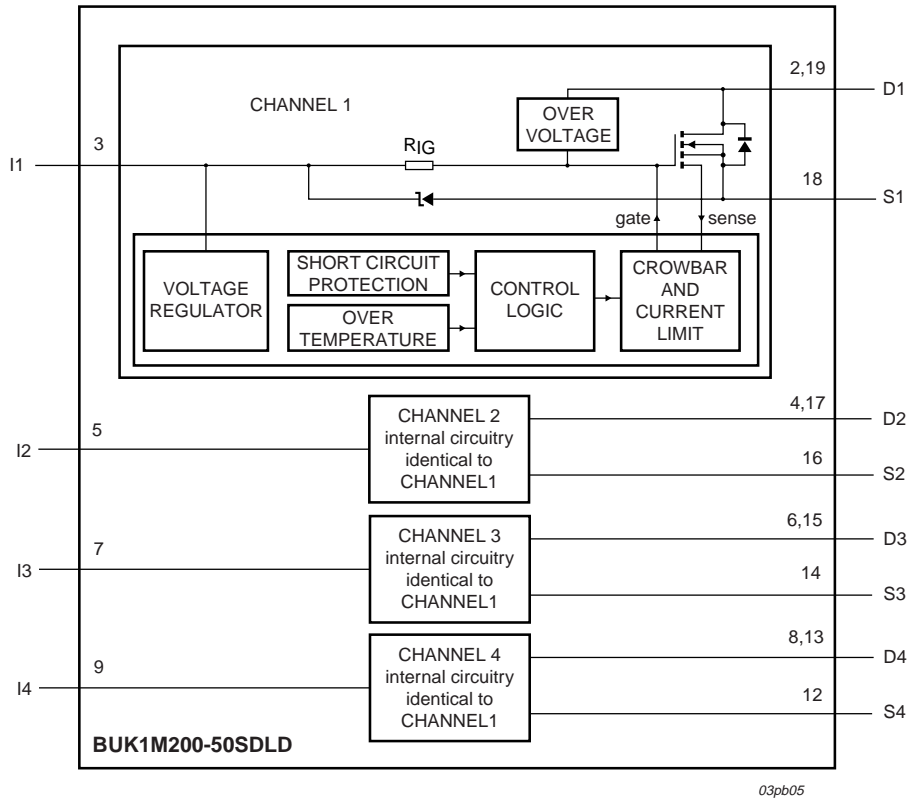 2,19
D1
CHANNEL 1
OVER
VOLTAGE
3
RIG
I1
18
S1
gate
sense
VOLTAGE
REGULATOR
SHORT CIRCUIT
PROTECTION
OVER
TEMPERATURE
CONTROL
LOGIC
CROWBAR
AND
CURRENT
LIMIT
4,17
D2
5
CHANNEL 2
internal circuitry
identical to
CHANNEL1
I2
16
S2
6,15
D3
7
CHANNEL 3
internal circuitry
identical to
CHANNEL1
I3
14
S3
8,13
D4
9
CHANNEL 4
internal circuitry
identical to
CHANNEL1
I4
12
S4
BUK1M200-50SDLD
03pb05